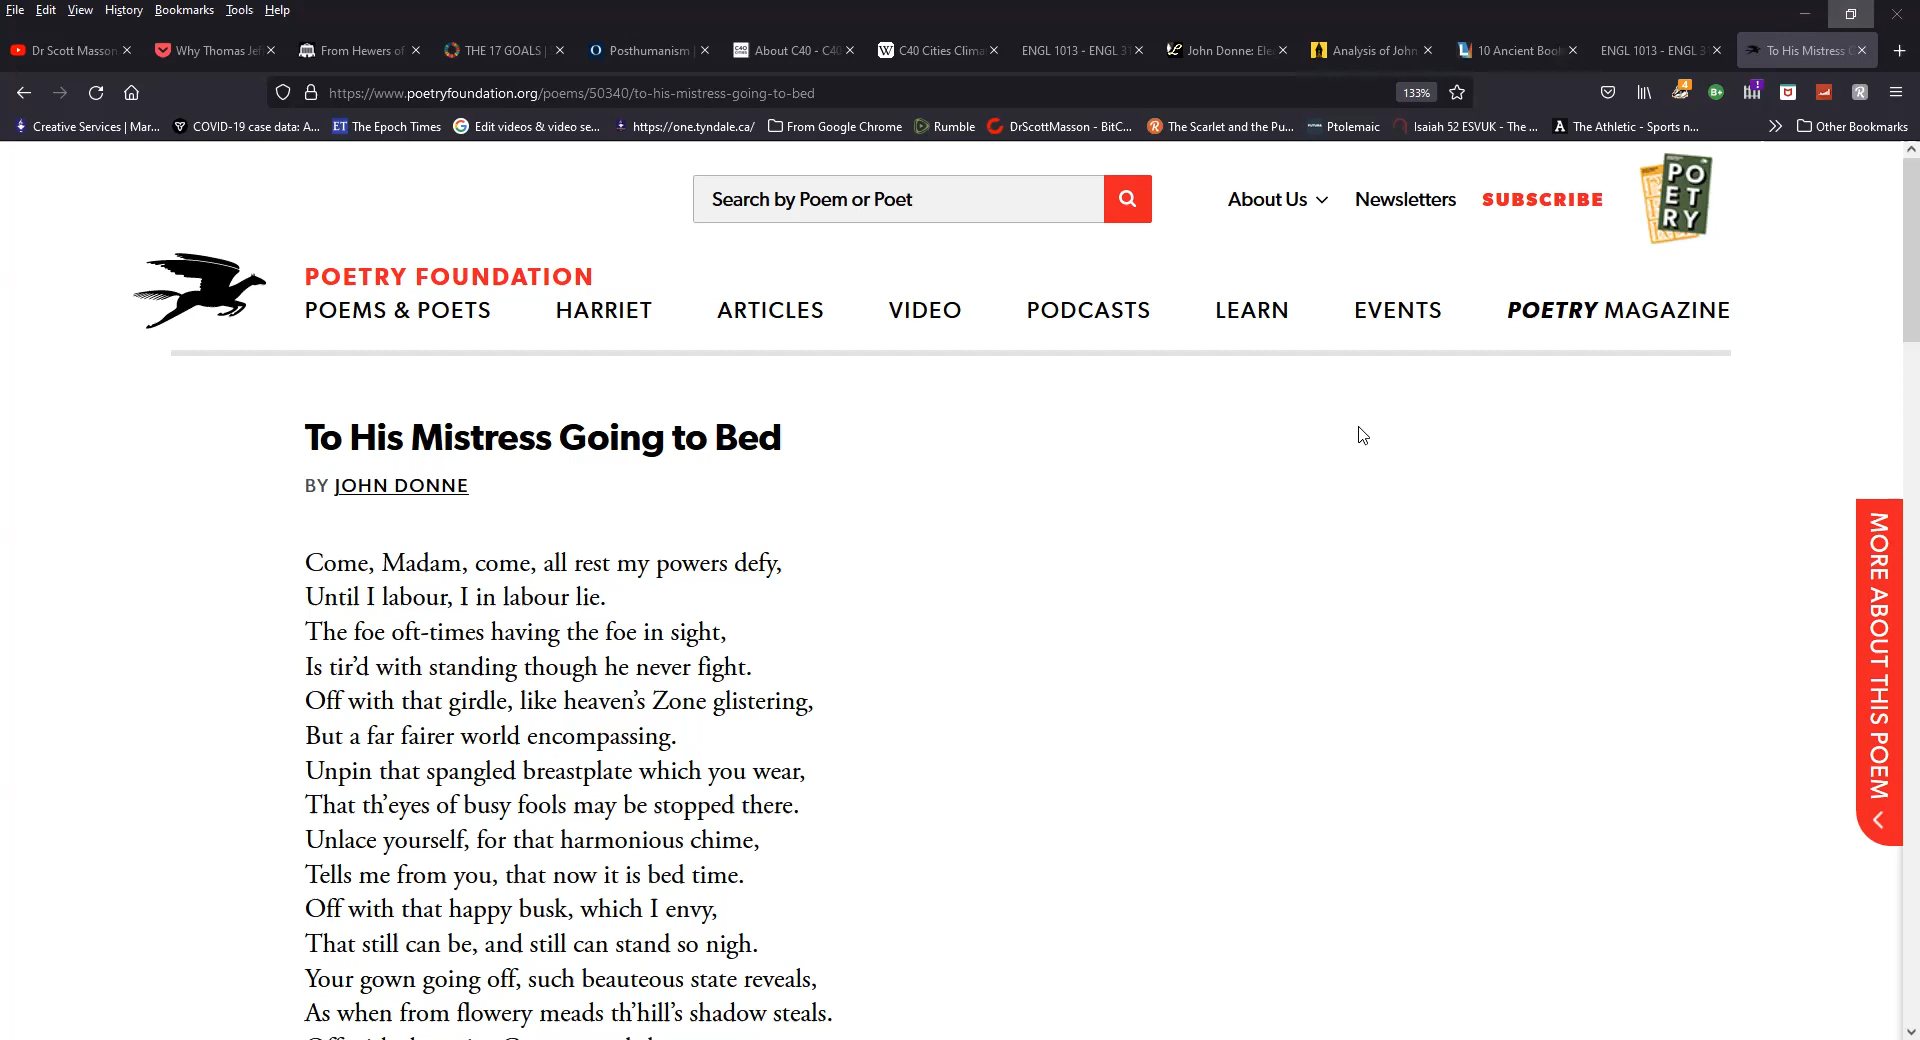 File Edit View History Bookmarks Tools Help
Dr Scott Masson
Why Thomas Jef
From Hewers of
THE 17 GOALS |
Posthumanism |
About C40 - C4
C40 Cities Clima
ENGL 1013 - ENGL 3
John Donne: Ele
Analysis of John
10 Ancient Boo
ENGL 1013 - ENGL 3
To His Mistress G
https://www.poetryfoundation.org/poems/50340/to-his-mistress-going-to-bed
133%
Creative Services | Mar...
COVID-19 case data: A...
ET The Epoch Times
Edit videos & video se...
https://one.tyndale.ca/
From Google Chrome
Rumble
DrScottMasson - BitC...
The Scarlet and the Pu...
Ptolemaic
Isaiah 52 ESVUK - The ...
A The Athletic - Sports n...
Other Bookmarks
Search by Poem or Poet
About Us
Newsletters
SUBSCRIBE
POETRY
POETRY FOUNDATION
POEMS & POETS HARRIET ARTICLES VIDEO PODCASTS LEARN EVENTS POETRY MAGAZINE
To His Mistress Going to Bed
BY JOHN DONNE
Come, Madam, come, all rest my powers defy,
Until I labour, I in labour lie.
The foe oft-times having the foe in sight,
Is tir’d with standing though he never fight.
Off with that girdle, like heaven’s Zone glistering,
But a far fairer world encompassing.
Unpin that spangled breastplate which you wear,
That th’eyes of busy fools may be stopped there.
Unlace yourself, for that harmonious chime,
Tells me from you, that now it is bed time.
Off with that happy busk, which I envy,
That still can be, and still can stand so nigh.
Your gown going off, such beauteous state reveals,
As when from flowery meads th’hill’s shadow steals.
MORE ABOUT THIS POEM